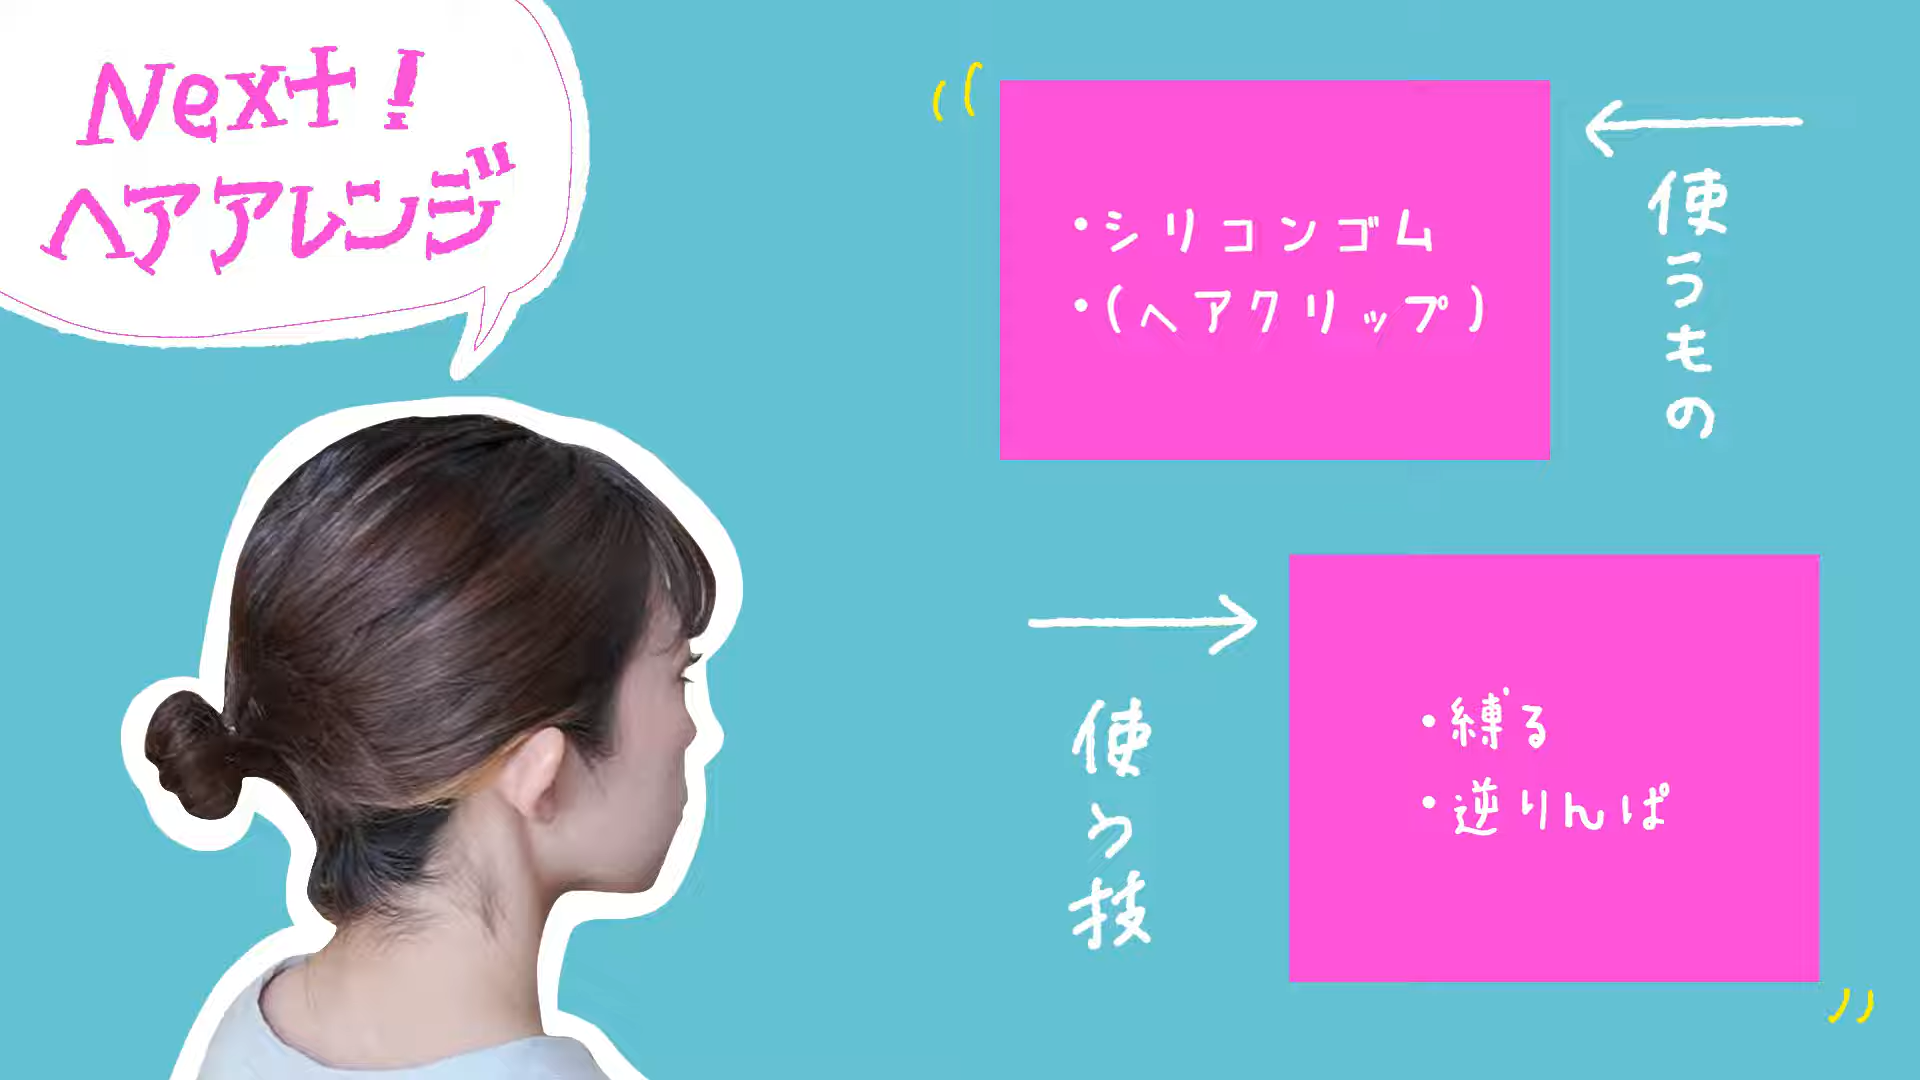 Next!
ヘアアレンジ
・シリコンゴム
・(ヘアクリップ)
使うもの
使う技
・縛る
・逆りんぱ